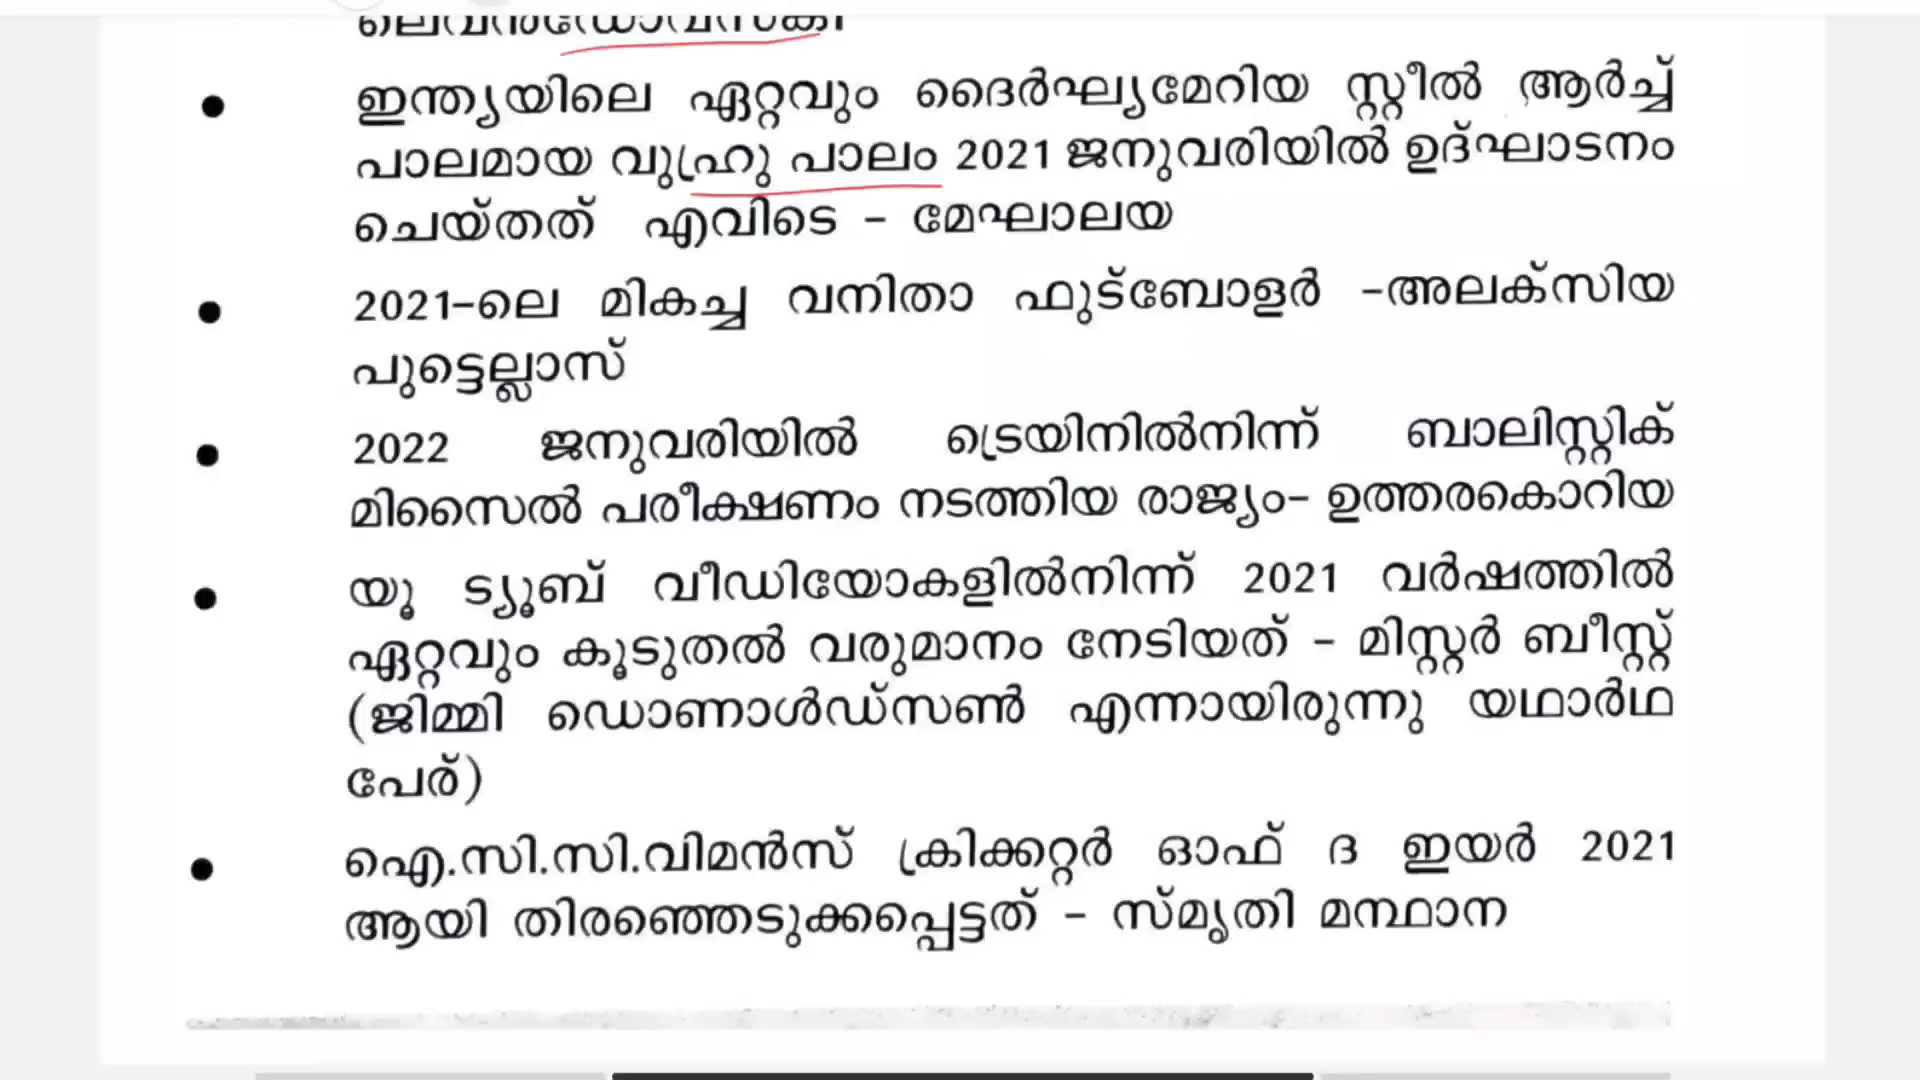 ഇന്ത്യയിലെ ഏറ്റവും ദൈർഘ്യമേറിയ സ്റ്റീൽ ആർച്ച്
പാലമായ വുഹ്രു പാലം 2021 ജനുവരിയിൽ ഉദ്ഘാടനം
ചെയ്തത് എവിടെ – മേഘാലയ
2021–ലെ മികച്ച വനിതാ ഫുട്ബോളർ –അലക്സിയ
പുട്ടെല്ലാസ്
2022 ജനുവരിയിൽ ട്രെയിനിൽനിന്ന് ബാലിസ്റ്റിക്
മിസൈൽ പരീക്ഷണം നടത്തിയ രാജ്യം– ഉത്തരകൊറിയ
യൂ ട്യൂബ് വീഡിയോകളിൽനിന്ന് 2021 വർഷത്തിൽ
ഏറ്റവും കൂടുതൽ വരുമാനം നേടിയത് – മിസ്റ്റർ ബീസ്റ്റ്
(ജിമ്മി ഡൊണാൾഡ്സൺ എന്നായിരുന്നു യഥാർഥ
പേര്)
ഐ.സി.സി.വിമൻസ് ക്രിക്കറ്റർ ഓഫ് ദ ഇയർ 2021
ആയി തിരഞ്ഞെടുക്കപ്പെട്ടത് – സ്മൃതി മന്ഥാന